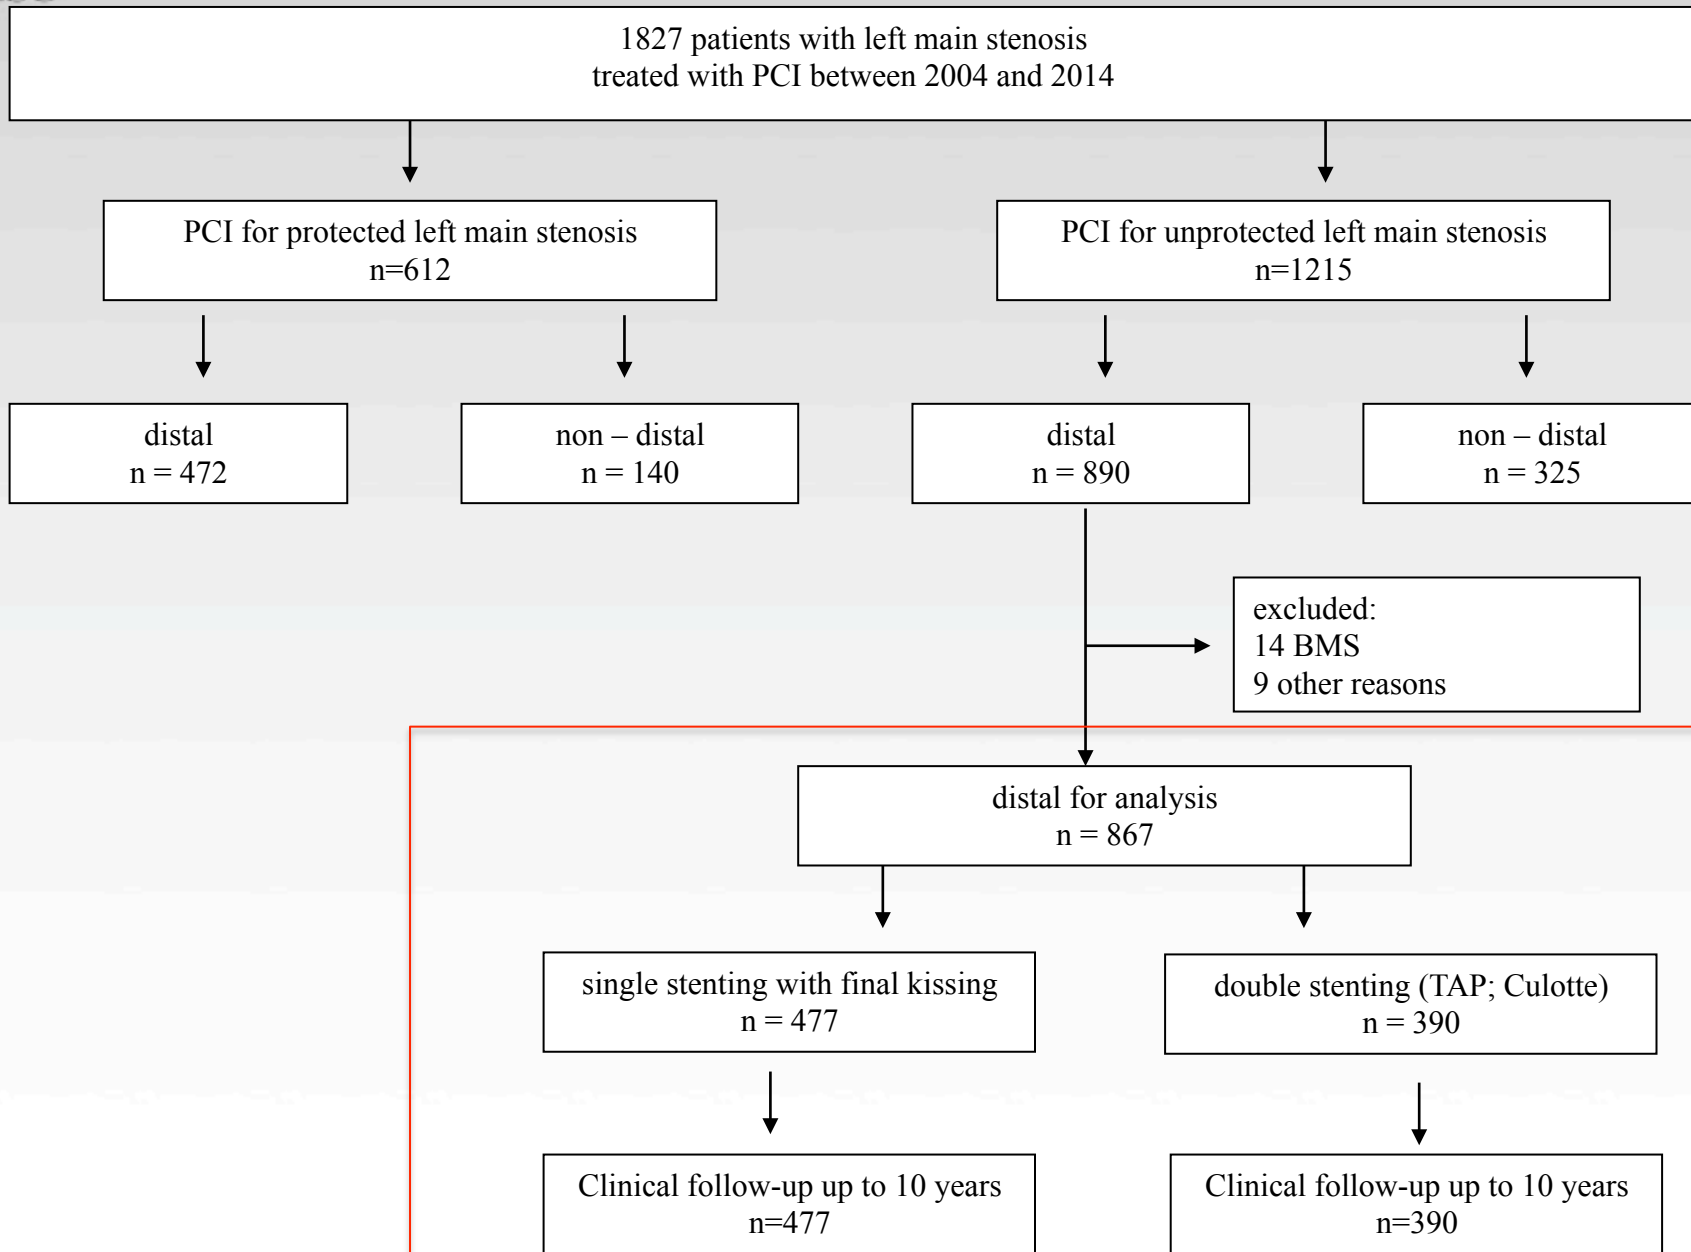 1827 patients with left main stenosis
treated with PCI between 2004 and 2014
PCI for protected left main stenosis
n=612
PCI for unprotected left main stenosis
n=1215
distal
n = 472
non – distal
n = 140
distal
n = 890
non – distal
n = 325
excluded:
14 BMS
9 other reasons
distal for analysis
n = 867
single stenting with final kissing
n = 477
double stenting (TAP; Culotte)
n = 390
Clinical follow-up up to 10 years
n=477
Clinical follow-up up to 10 years
n=390